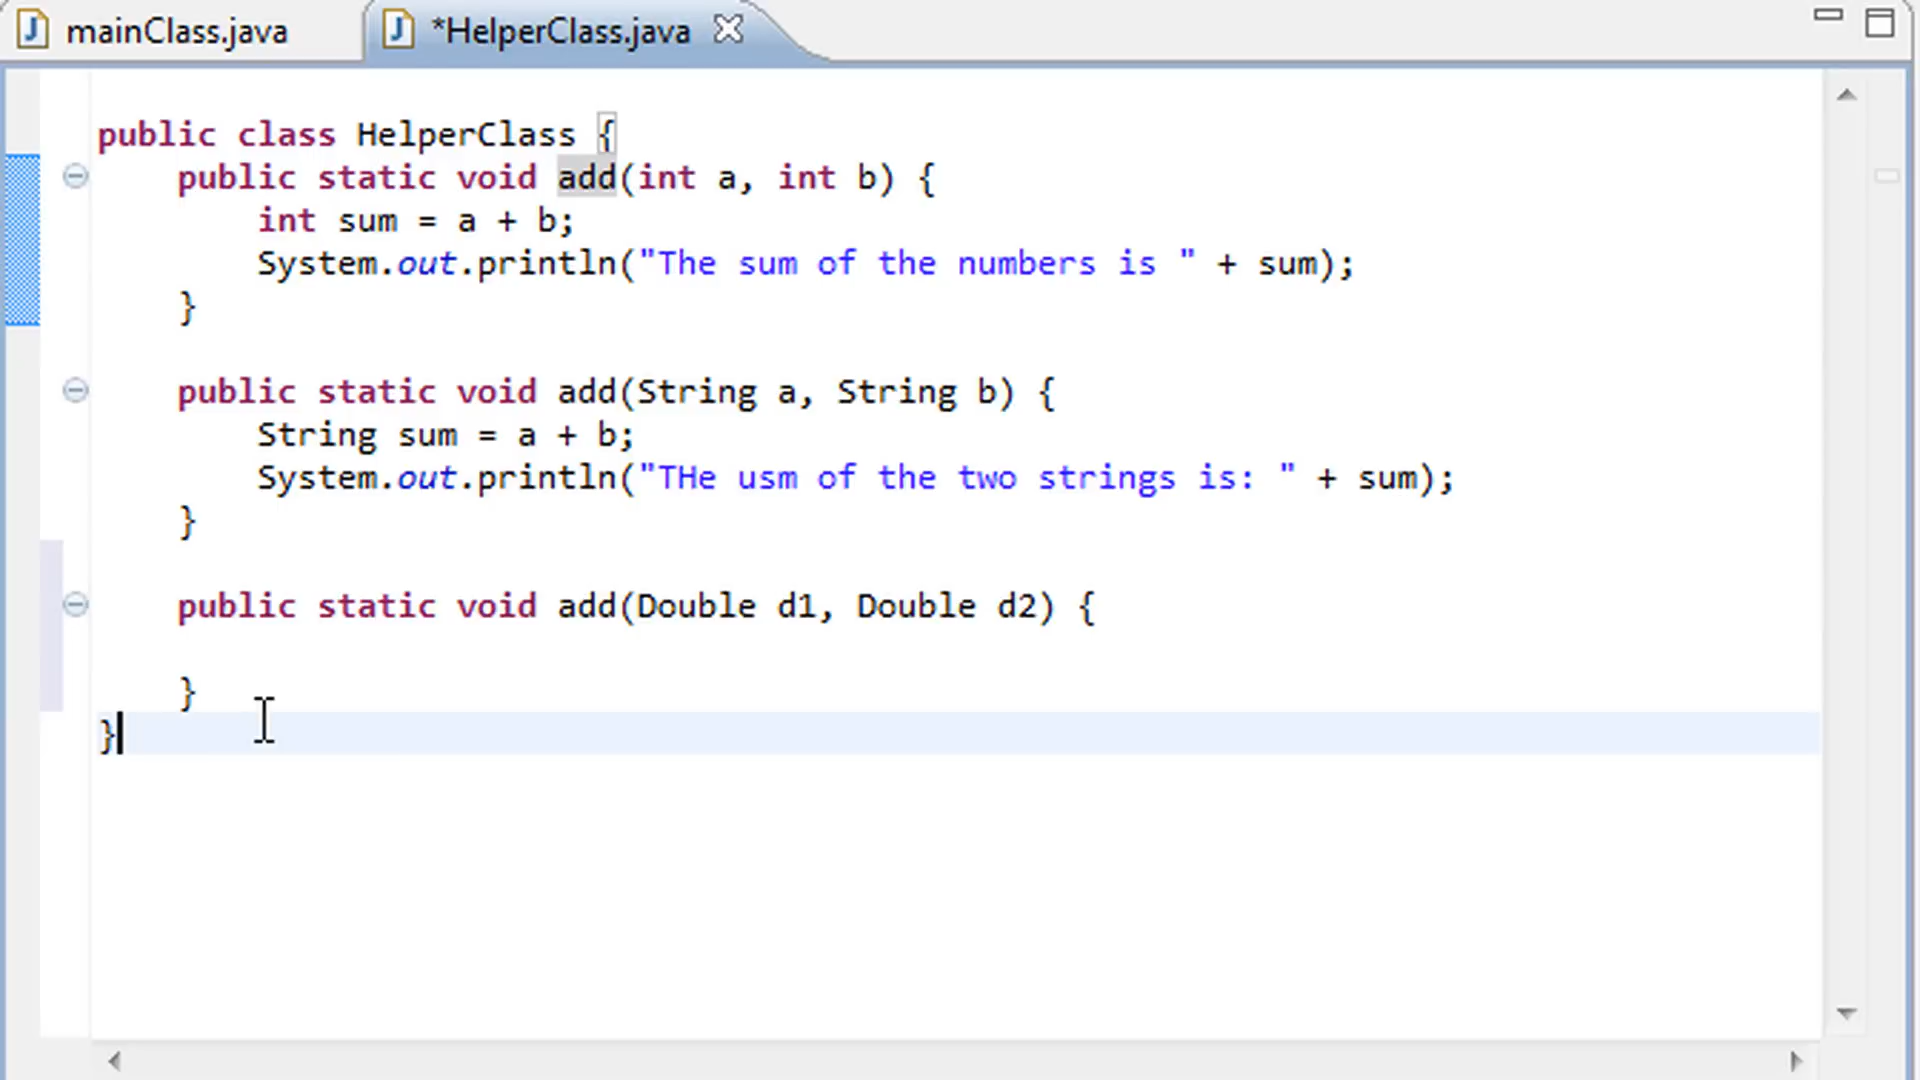 mainClass.java
*HelperClass.java
public class HelperClass {
public static void add(int a, int b) {
int sum = a + b;
System.out.println("The sum of the numbers is " + sum);
}
public static void add(String a, String b) {
String sum = a + b;
System.out.println("THe usm of the two strings is: " + sum);
}
public static void add(Double d1, Double d2) {
}
}